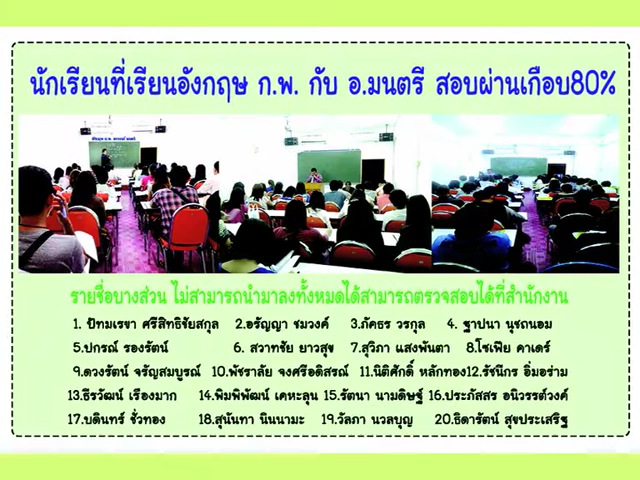 นักเรียนที่เรียนอังกฤษ ก.พ. กับ อ.มนตรี สอบผ่านเกือบ80%
รายชื่อบางส่วน ไม่สามารถนำมาลงทั้งหมดได้สามารถตรวจสอบได้ที่สำนักงาน
1. ปัทมเรขา ศรีสิทธิชัยสกุล 2.อรัญญา ชมวงค์ 3.ภัคธร วรกุล 4. ฐาปนา นุชถนอม
5.ปกรณ์ รองรัตน์ 6. สวาทชัย ยาวสุข 7.สุวิภา แสงพันตา 8.โซเฟีย คาเดร์
9.ดวงรัตน์ จรัญสมบูรณ์ 10.พัชราลัย จงศรีอดิสรณ์ 11.นิติศักดิ์ หลักทอง12.รัชนีกร อิ่มอร่าม
13.ธีรวัฒน์ เรืองมาก 14.พิมพิพัฒน์ เคหะลุน 15.รัตนา นามดิษฐ์ 16.ประภัสสร อนิวรรตวงค์
17.บดินทร์ ชั่วทอง 18.สุนันทา นินนามะ 19.วัลภา นวลบุญ 20.ธิดารัตน์ สุขประเสริฐ